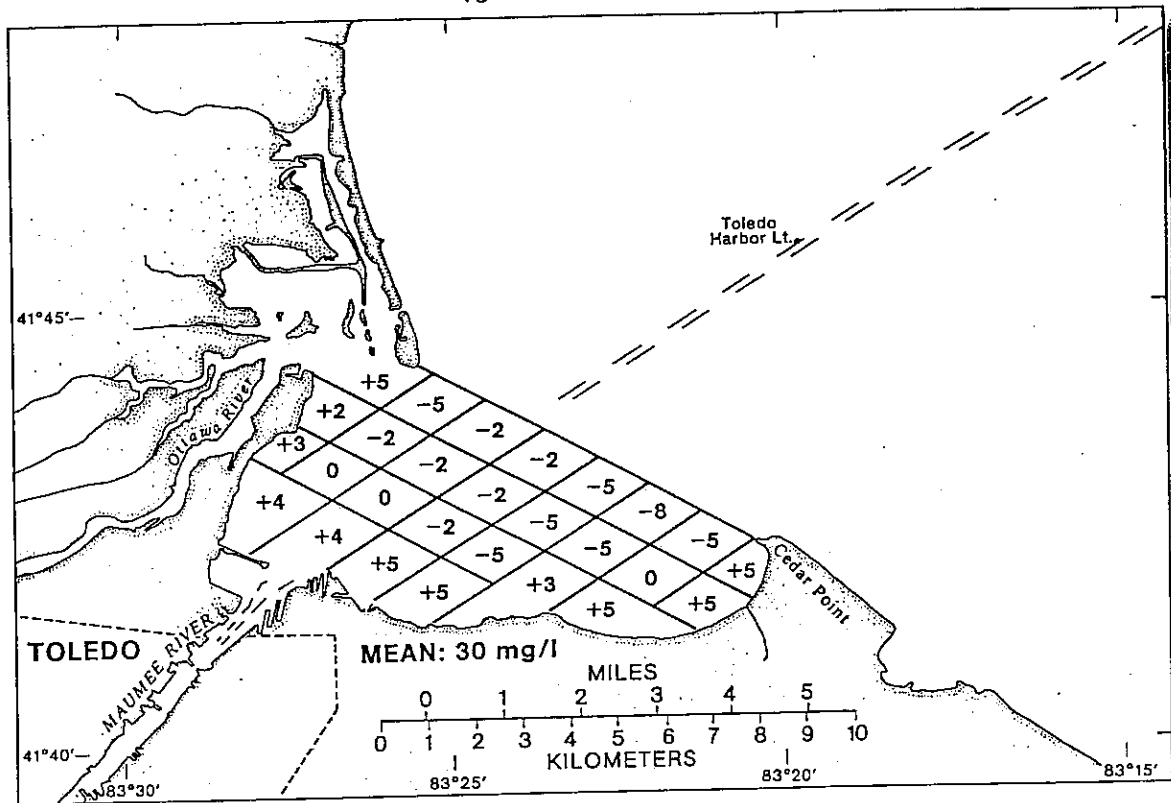 Toledo
Harbor Lt.
41°45'
Ottawa River
+5
+2 -5
-2
+3 -2
-2 -2
0
+4 0 -2 -5 -8
-2 -5 -5
+4 -5 -5 +5
+5 0
+3
+5 +5 +5
Cedar Point
TOLEDO
MAUMEE RIVER
MEAN: 30 mg/l
MILES
0 1 2 3 4 5
0 1 2 3 4 5 6 7 8 9 10
KILOMETERS
41°40'
83°30' 83°25' 83°20' 83°15'